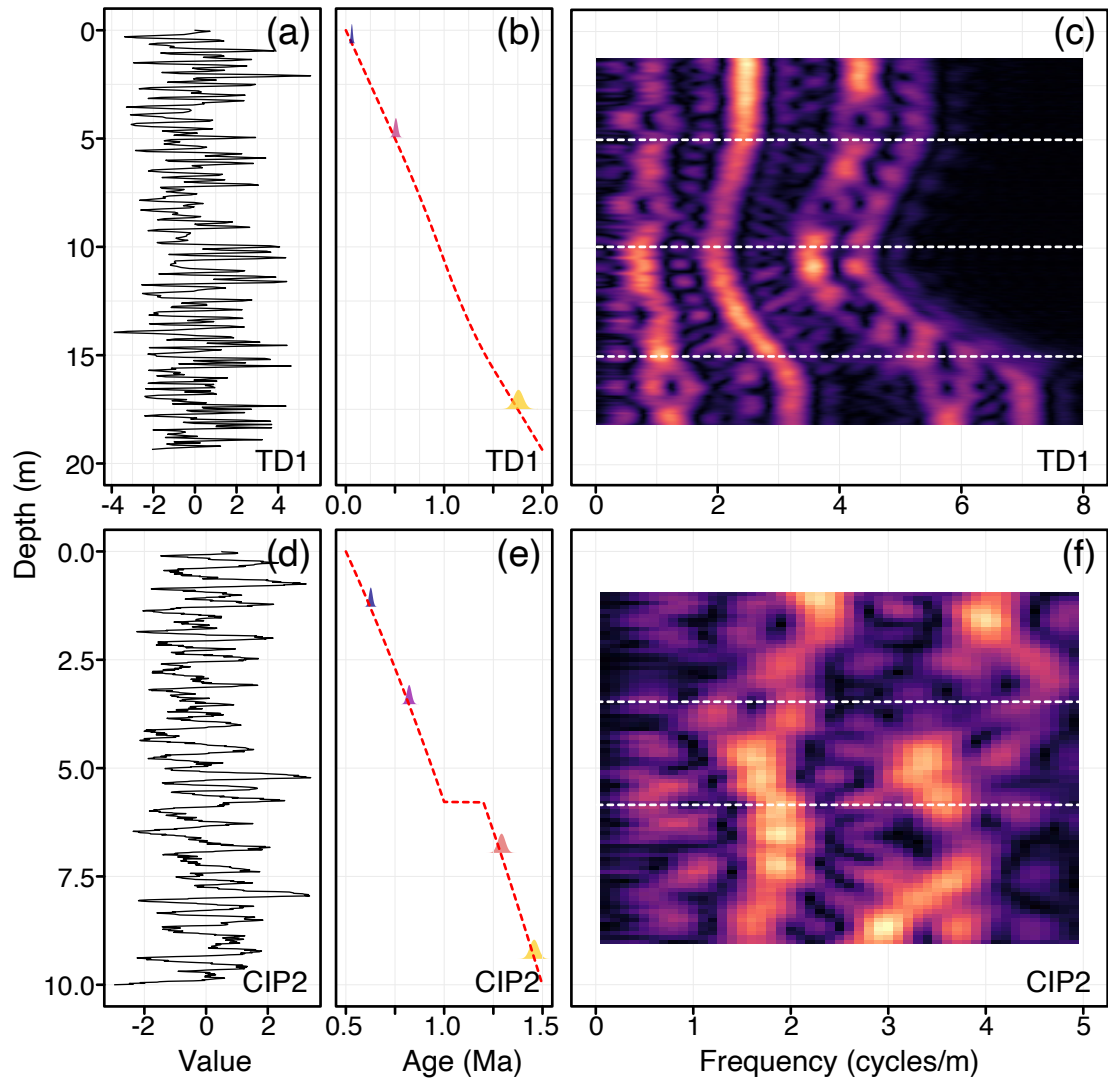 (a) (b) (c)
0
5
10
15
20
TD1 TD1 TD1
-4 -2 0 2 4 0.0 1.0 2.0 0 2 4 6 8
Depth (m)
(d) (e) (f)
0.0
2.5
5.0
7.5
10.0
CIP2 CIP2 CIP2
-2 0 2 0.5 1.0 1.5 0 1 2 3 4 5
Value Age (Ma) Frequency (cycles/m)